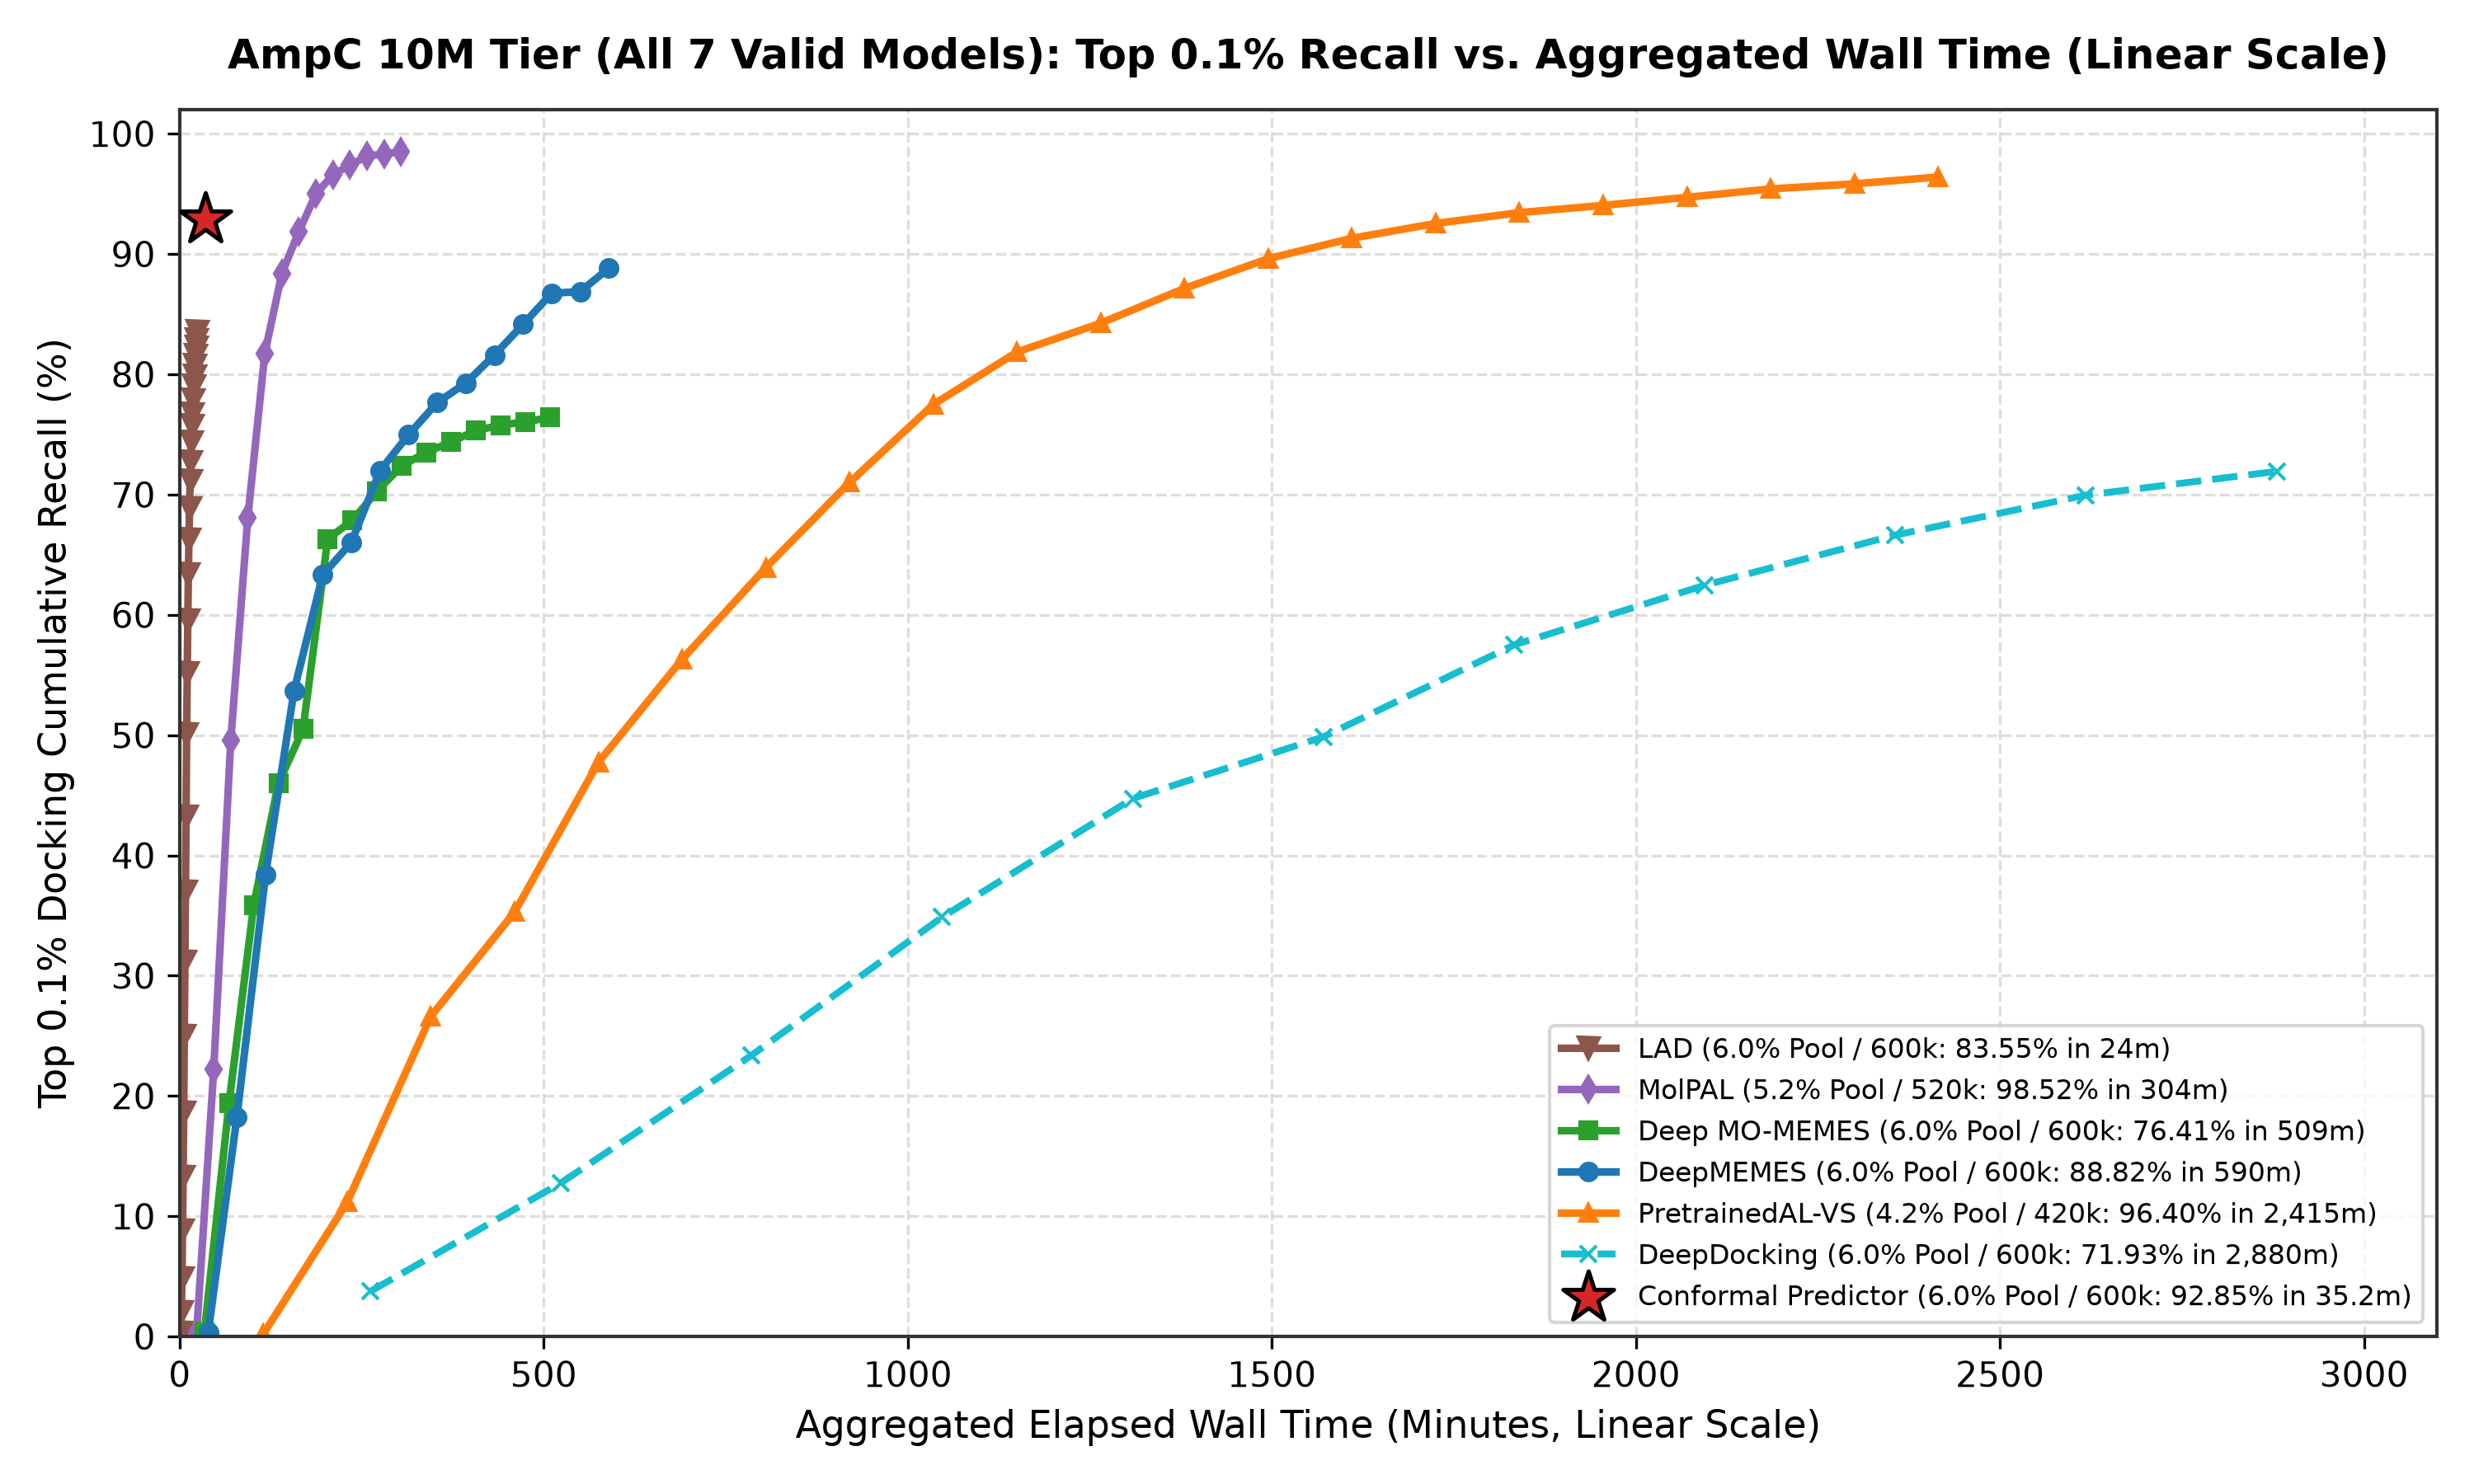 AmpC 10M Tier (All 7 Valid Models): Top 0.1% Recall vs. Aggregated Wall Time (Linear Scale)
Top 0.1% Docking Cumulative Recall (%)
100
90
80
70
60
50
40
30
20
10
0
0 500 1000 1500 2000 2500 3000
Aggregated Elapsed Wall Time (Minutes, Linear Scale)
LAD (6.0% Pool / 600k: 83.55% in 24m)
MolPAL (5.2% Pool / 520k: 98.52% in 304m)
Deep MO-MEMES (6.0% Pool / 600k: 76.41% in 509m)
DeepMEMES (6.0% Pool / 600k: 88.82% in 590m)
PretrainedAL-VS (4.2% Pool / 420k: 96.40% in 2,415m)
DeepDocking (6.0% Pool / 600k: 71.93% in 2,880m)
Conformal Predictor (6.0% Pool / 600k: 92.85% in 35.2m)